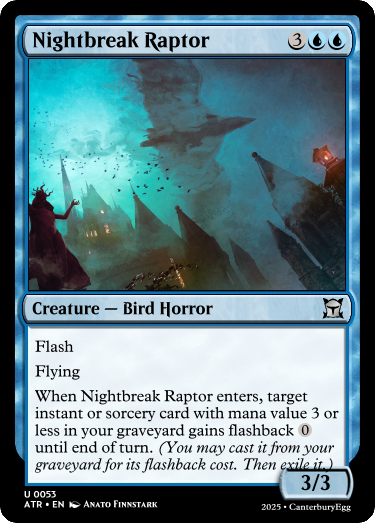 Nightbreak Raptor 3
Creature — Bird Horror
Flash
Flying
When Nightbreak Raptor enters, target
instant or sorcery card with mana value 3 or
less in your graveyard gains flashback 0
until end of turn. (You may cast it from your
graveyard for its flashback cost. Then exile it.)
3/3
U 0053
ATR • EN Anato Finnstark
2025 • CanterburyEgg